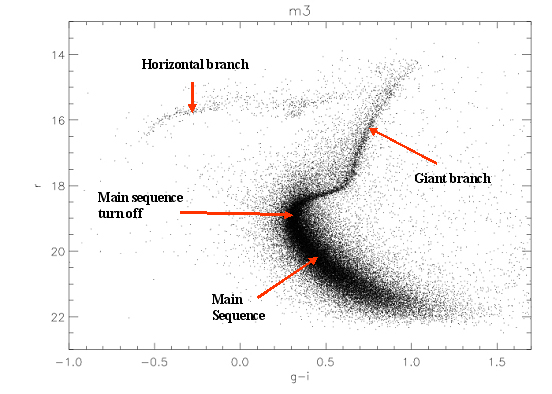 m3
14
16
18
20
22
r
Horizontal branch
Giant branch
Main sequence
turn off
Main
Sequence
-1.0 -0.5 0.0 0.5 1.0 1.5
g-i